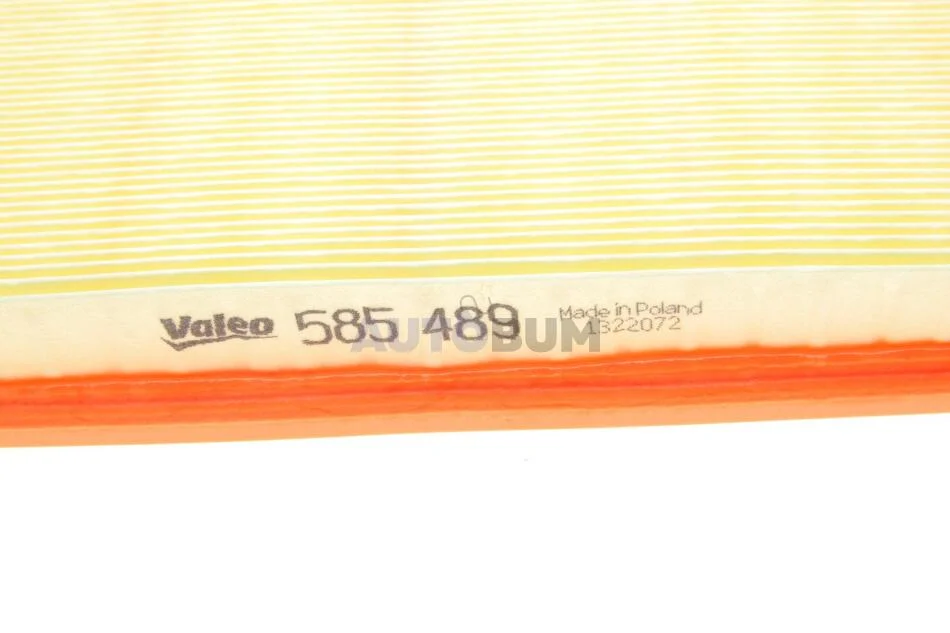 Valeo 585 489 Made in Poland
1322072
AUTOBUM